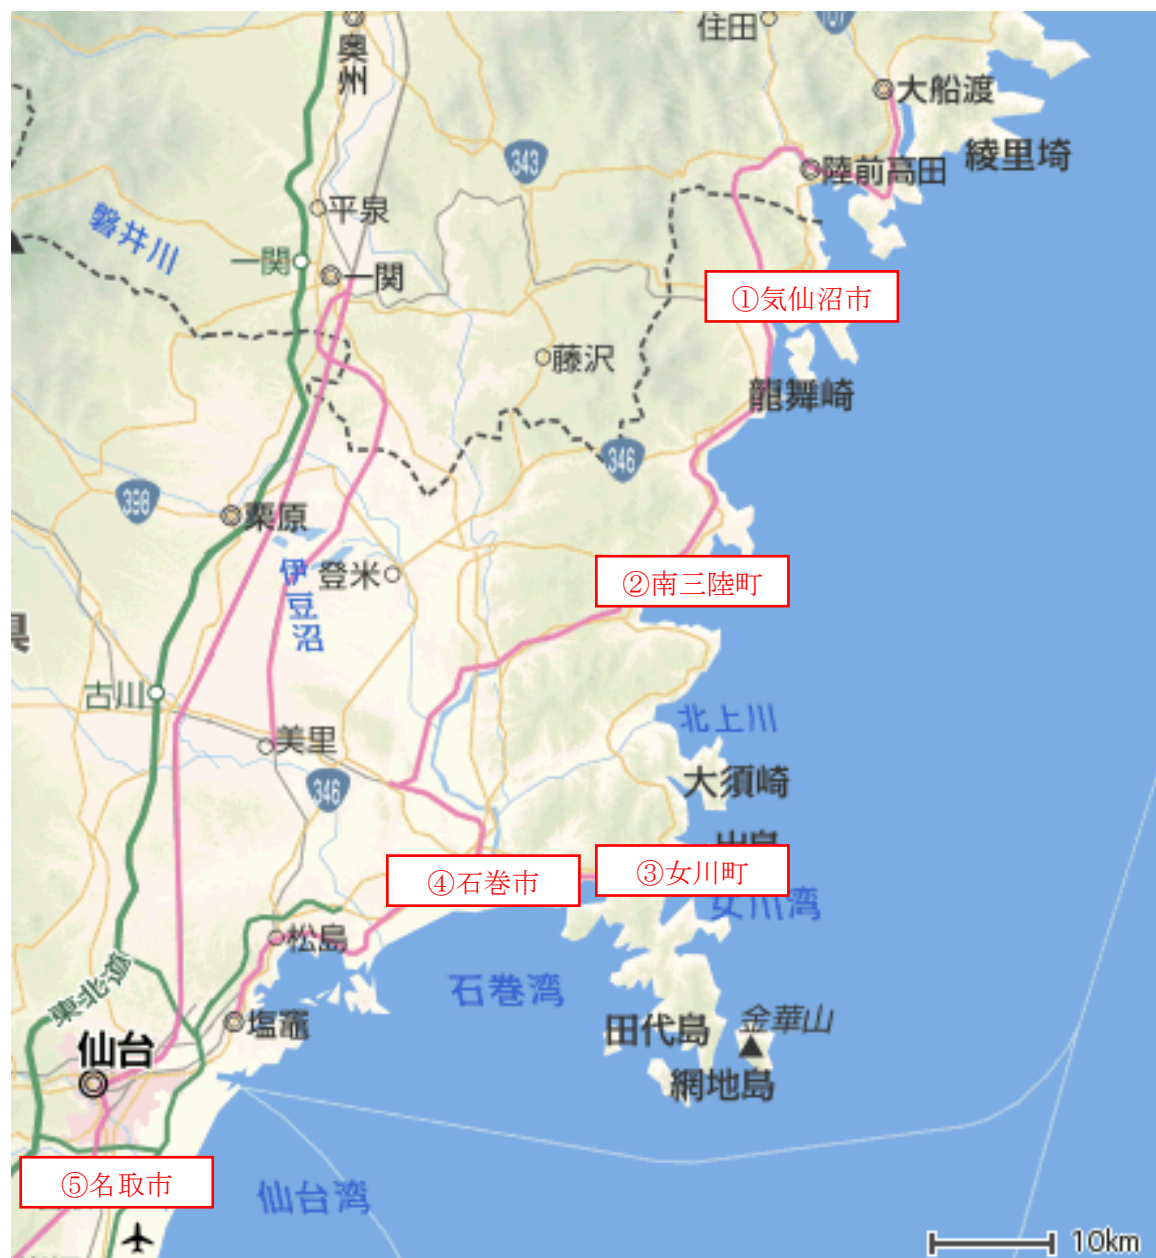 住田
107
奥州
大船渡
綾里埼
343
陸前高田
平泉
磐井川
一関
一関
①気仙沼市
藤沢
龍舞崎
346
398
栗原
伊豆沼
登米
②南三陸町
県
古川
北上川
美里
大須崎
346
出島
③女川町
④石巻市
女川湾
松島
東北道
石巻湾
金華山
塩竈
田代島
仙台
網地島
⑤名取市
仙台湾
10km